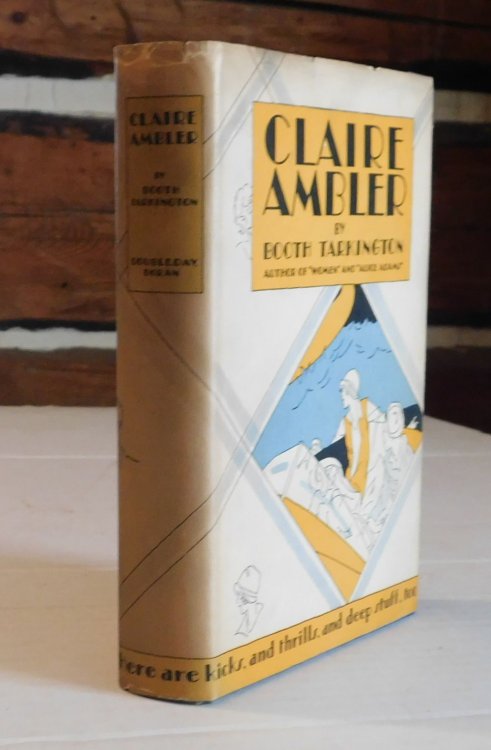 CLAIRE
AMBLER
BY
BOOTH
TARKINGTON
DOUBLEDAY,
DORAN
CLAIRE
AMBLER
BY
BOOTH TARKINGTON
AUTHOR OF "WOMEN" AND "ALICE ADAMS"
Here are kicks, and thrills, and deep stuff, too